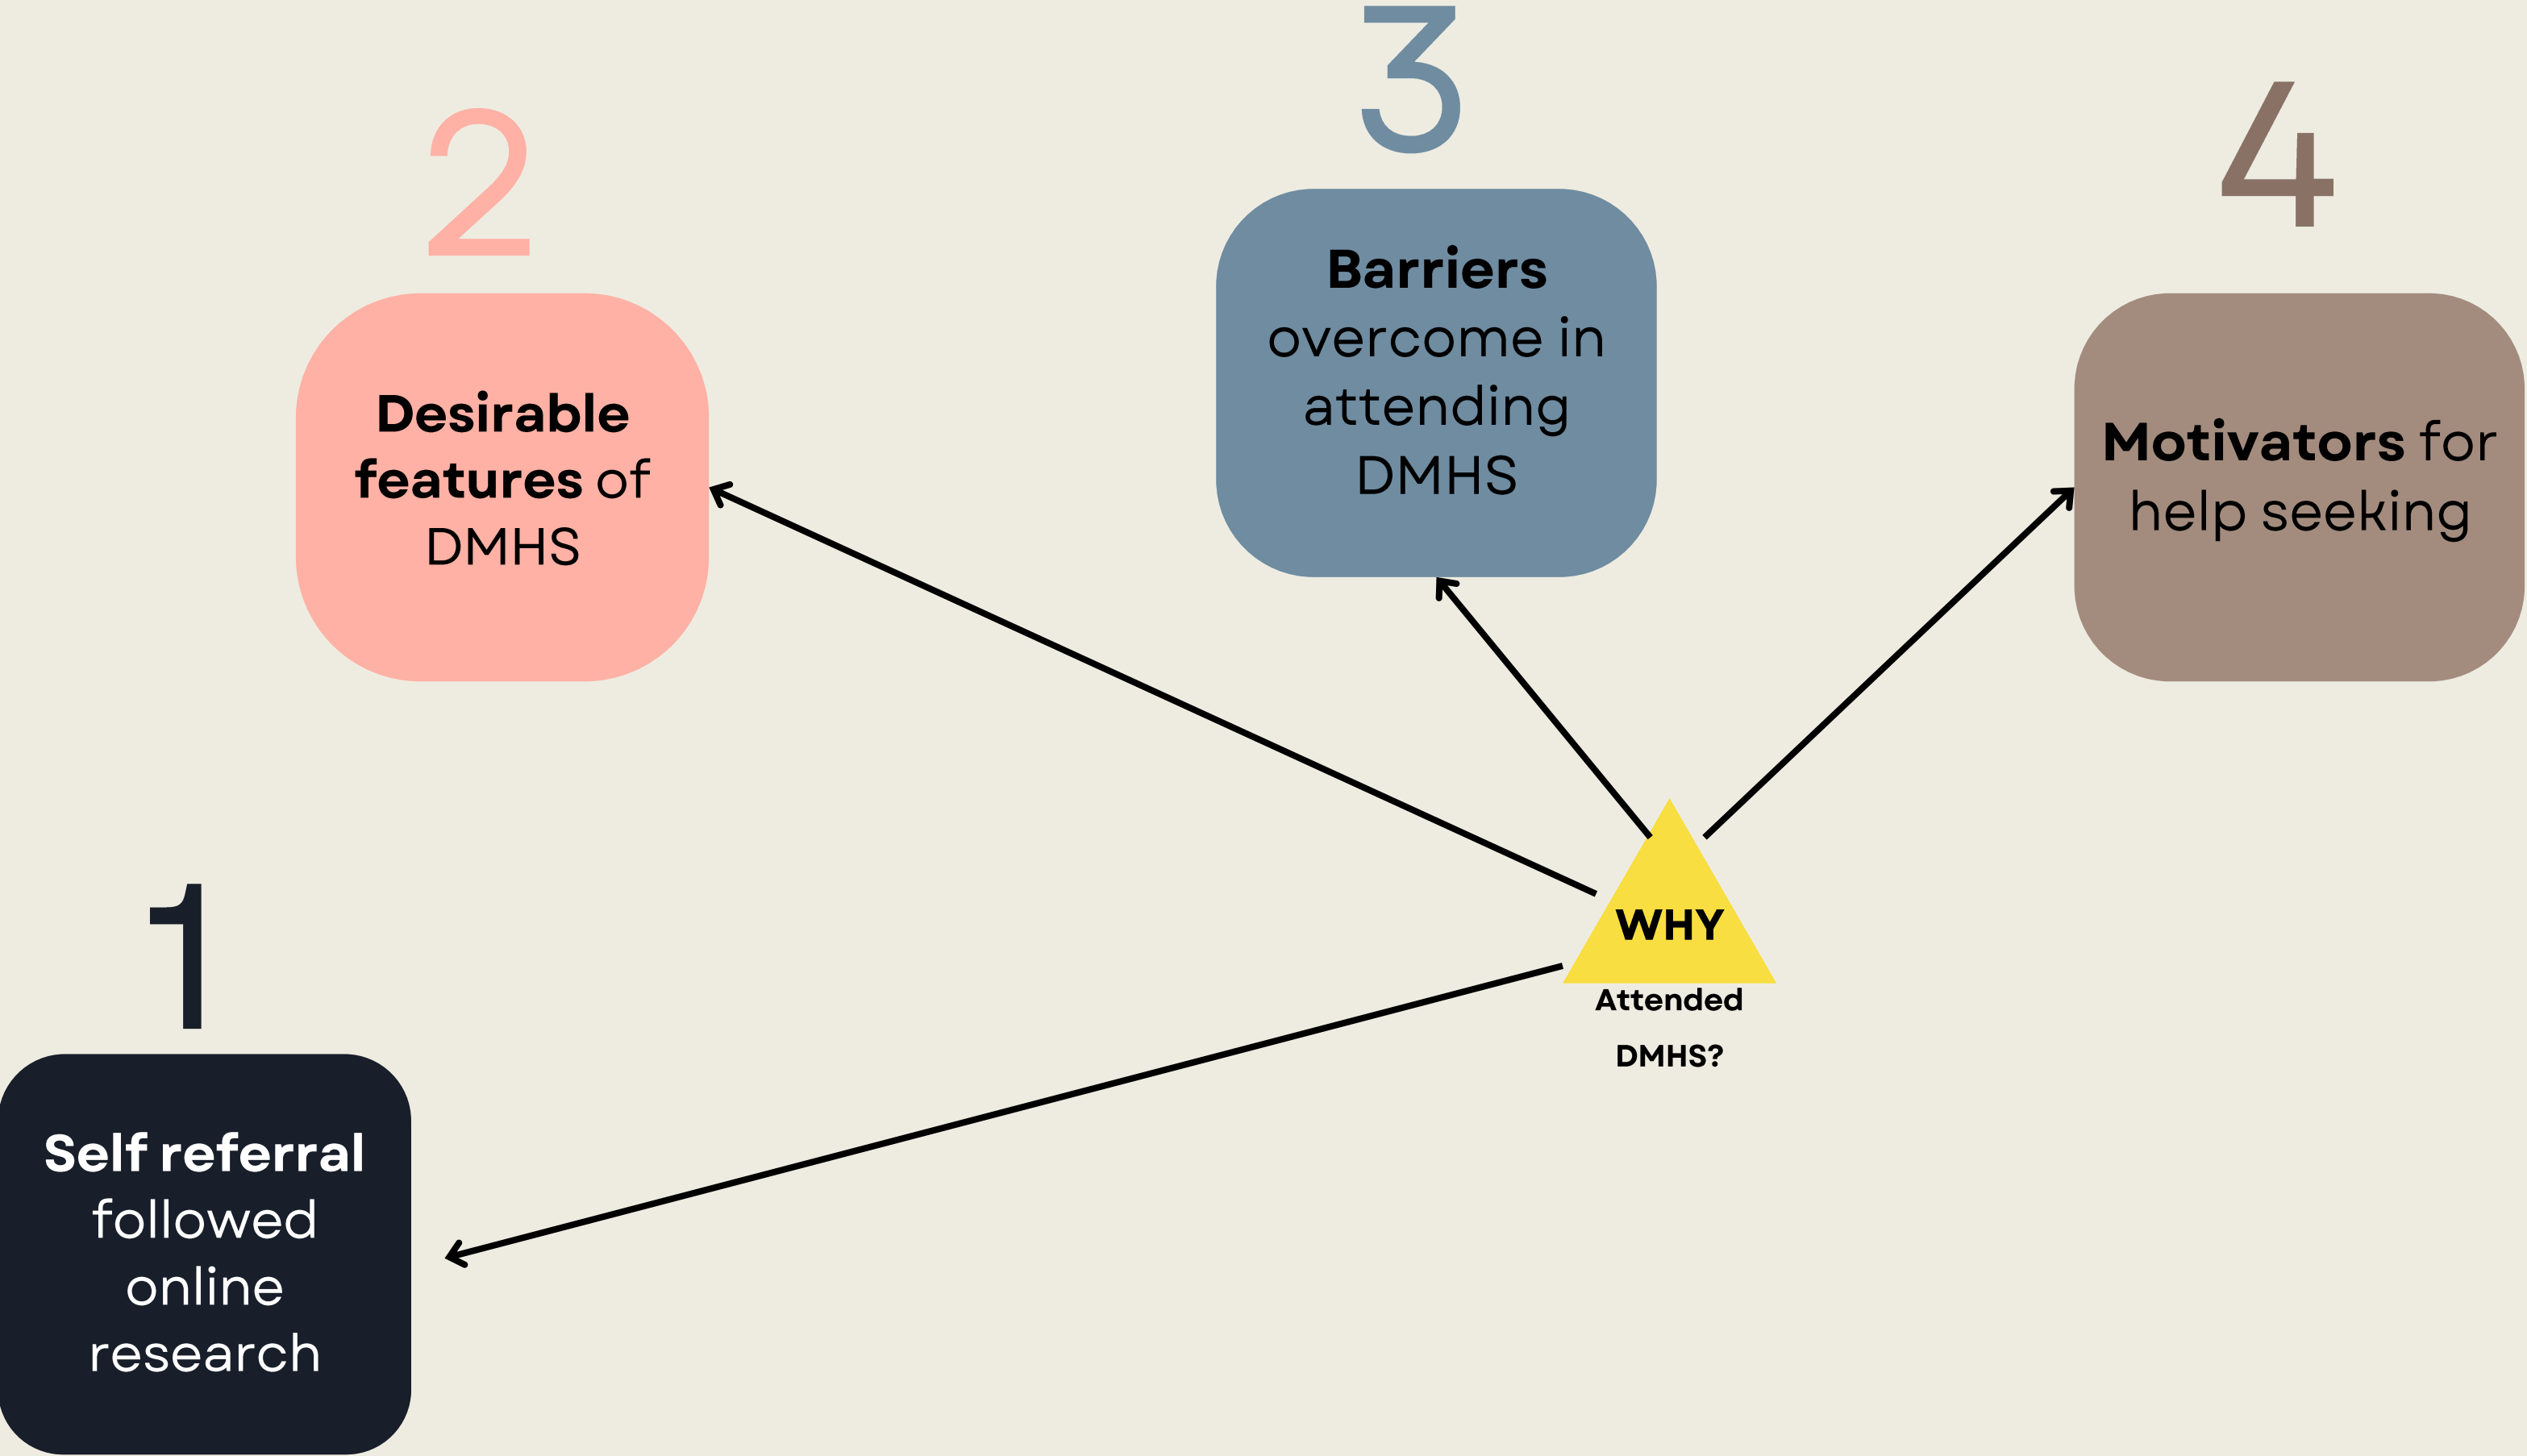 1
Self referral
followed
online
research
2
Desirable
features of
DMHS
3
Barriers
overcome in
attending
DMHS
4
Motivators for
help seeking
WHY
Attended
DMHS?